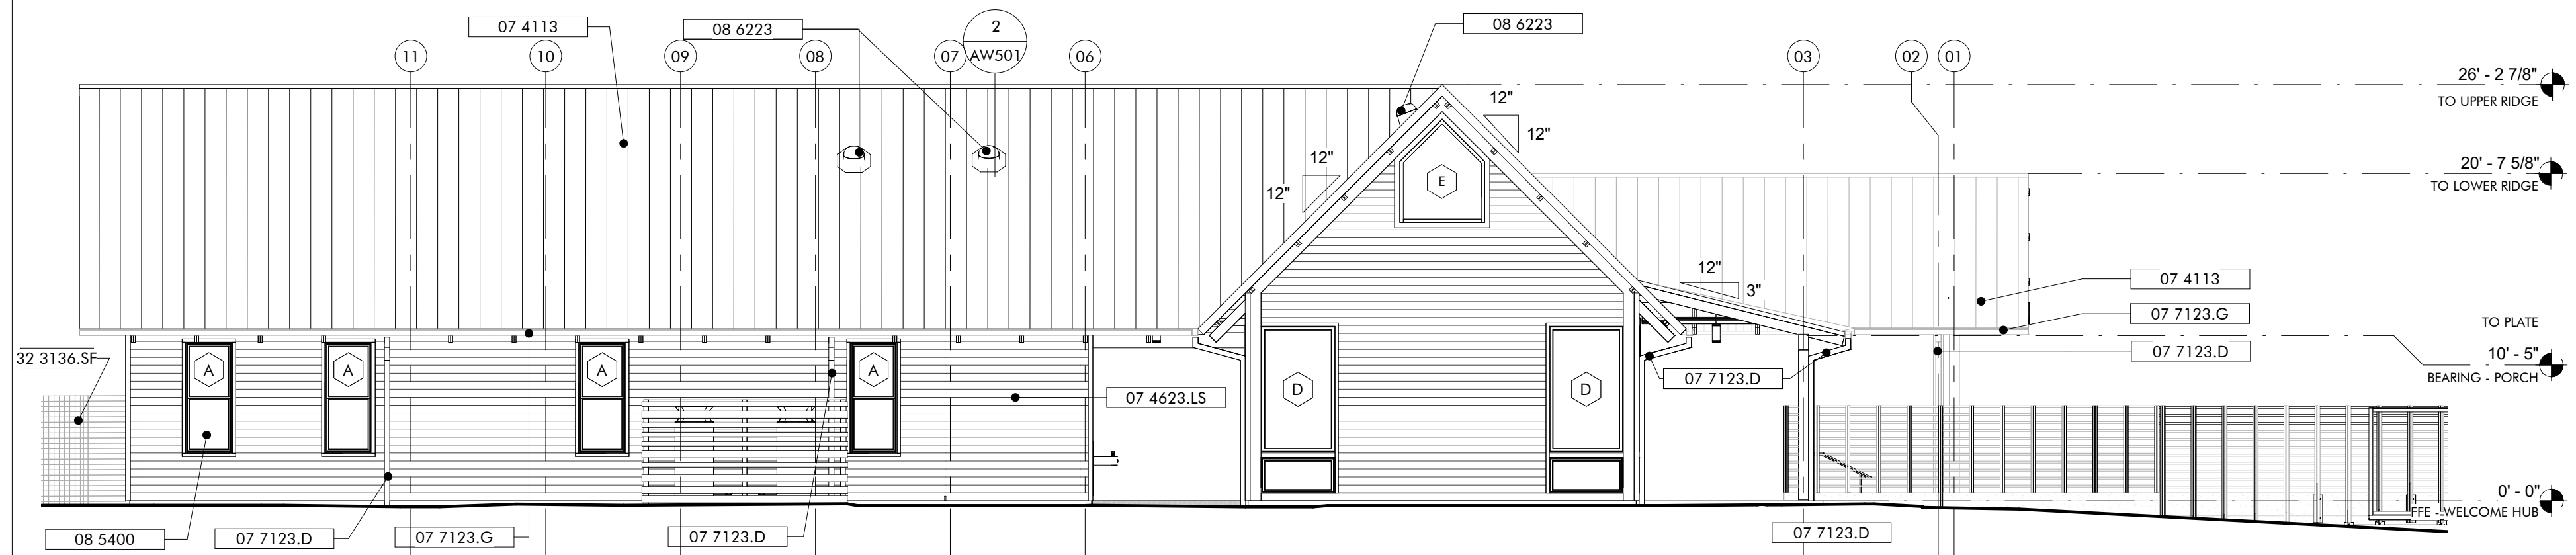 07 4113
08 6223
2
AW501
08 6223
11
10
09
08
07
06
03
02
01
26' - 2 7/8"
TO UPPER RIDGE
12"
12"
20' - 7 5/8"
TO LOWER RIDGE
12"
12"
E
12"
3"
07 4113
07 7123.G
TO PLATE
07 7123.D
10' - 5"
BEARING - PORCH
32 3136.SF
A
A
A
A
07 4623.LS
D
D
07 7123.D
0' - 0"
FFE - WELCOME HUB
08 5400
07 7123.D
07 7123.G
07 7123.D
07 7123.D